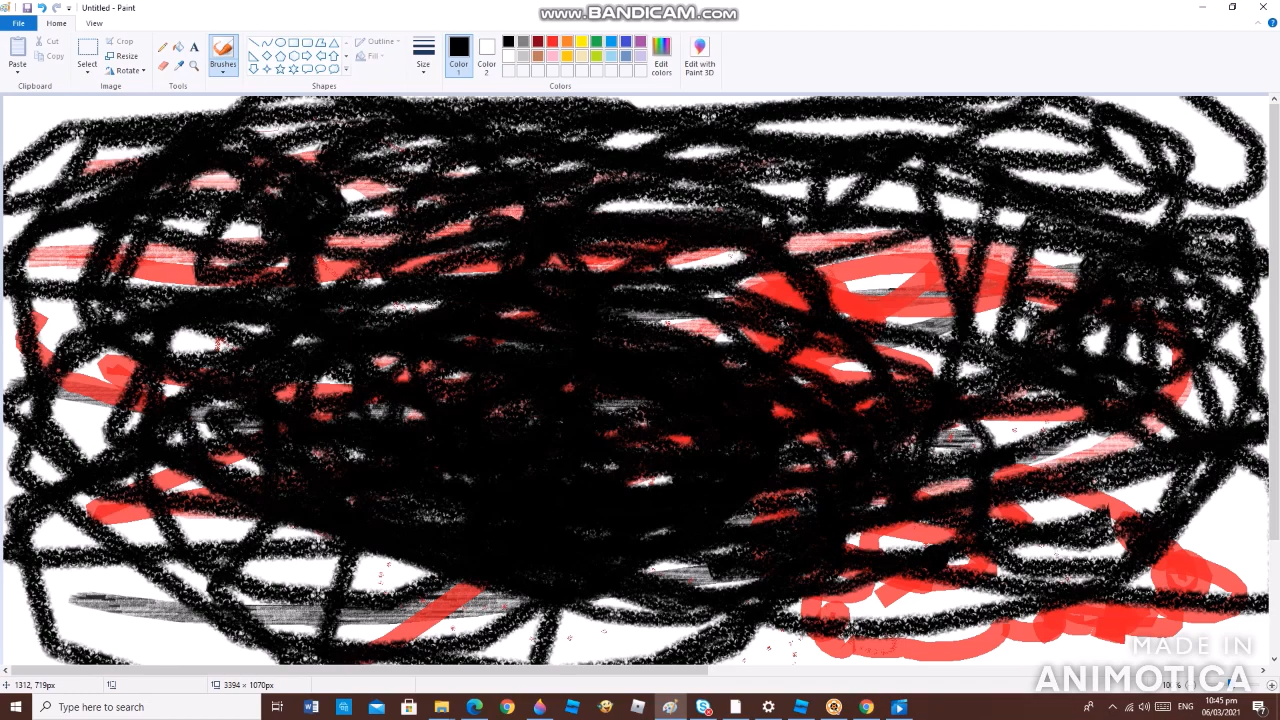 Untitled - Paint
www.BANDICAM.com
File
Home
View
Paste
Cut
Copy
Clipboard
Select
Crop
Resize
Rotate
Image
Tools
Brushes
Outline
Fill
Shapes
Size
Color 1
Color 2
Edit colors
Edit with Paint 3D
Colors
MADE IN
ANIMOTICA
1312, 719px
3394 × 1070px
100%
Type here to search
ENG
10:45
06/03/2021